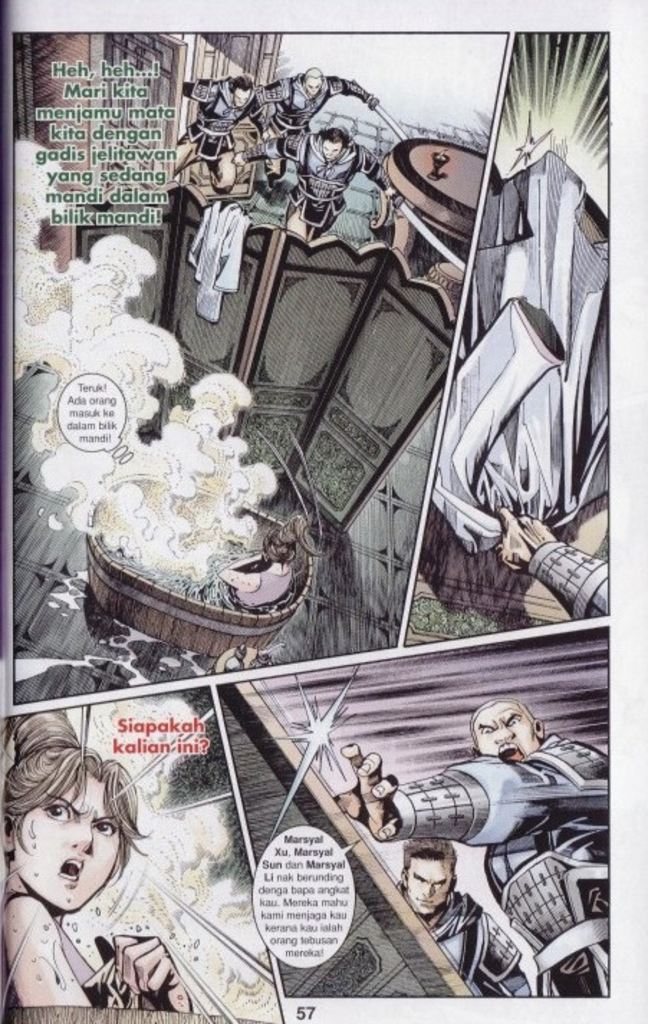 Heh, heh...!
Mari kita
menjamu mata
kita dengan
gadis jelitawan
yang sedang
mandi dalam
bilik mandi!
Teruk!
Ada orang
masuk ke
dalam bilik
mandi!
Siapakah
kalian ini?
Marsyal
Xu, Marsyal
Sun dan Marsyal
Li nak berunding
denga bapa angkat
kau. Mereka mahu
kami menjaga kau
kerana kau ialah
orang tebusan
mereka!
57